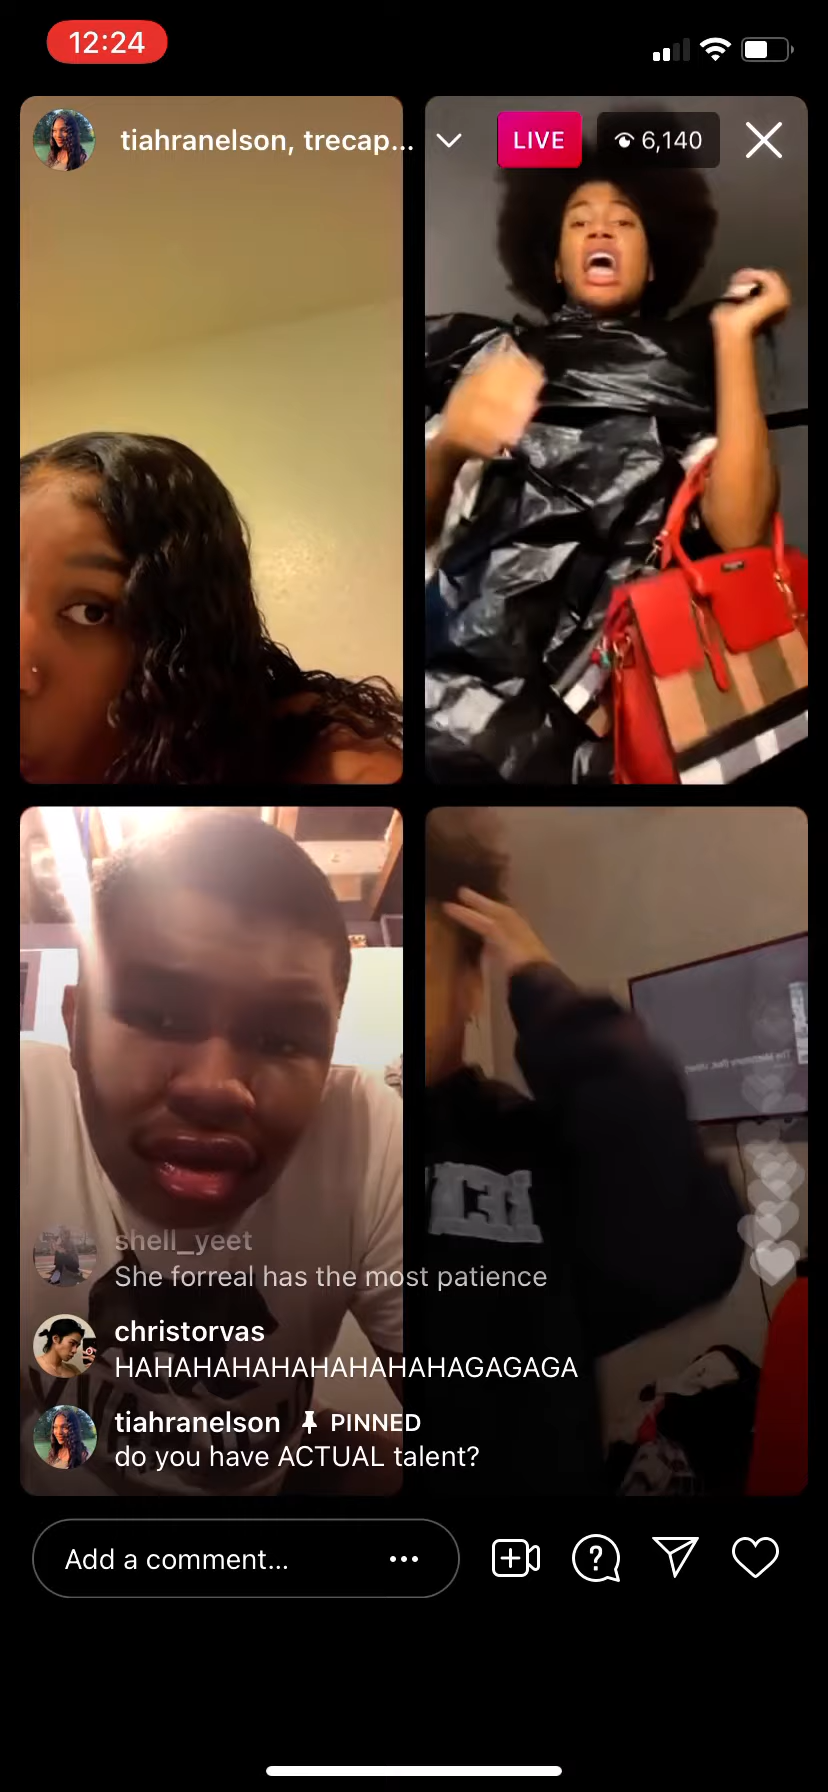 12:24
tiahranelson, trecap...
LIVE
6,140
shell_yeet
She forreal has the most patience
christorvas
HAHAHAHAHAHAHAHAHAGAGAGA
tiahranelson PINNED
do you have ACTUAL talent?
Add a comment...